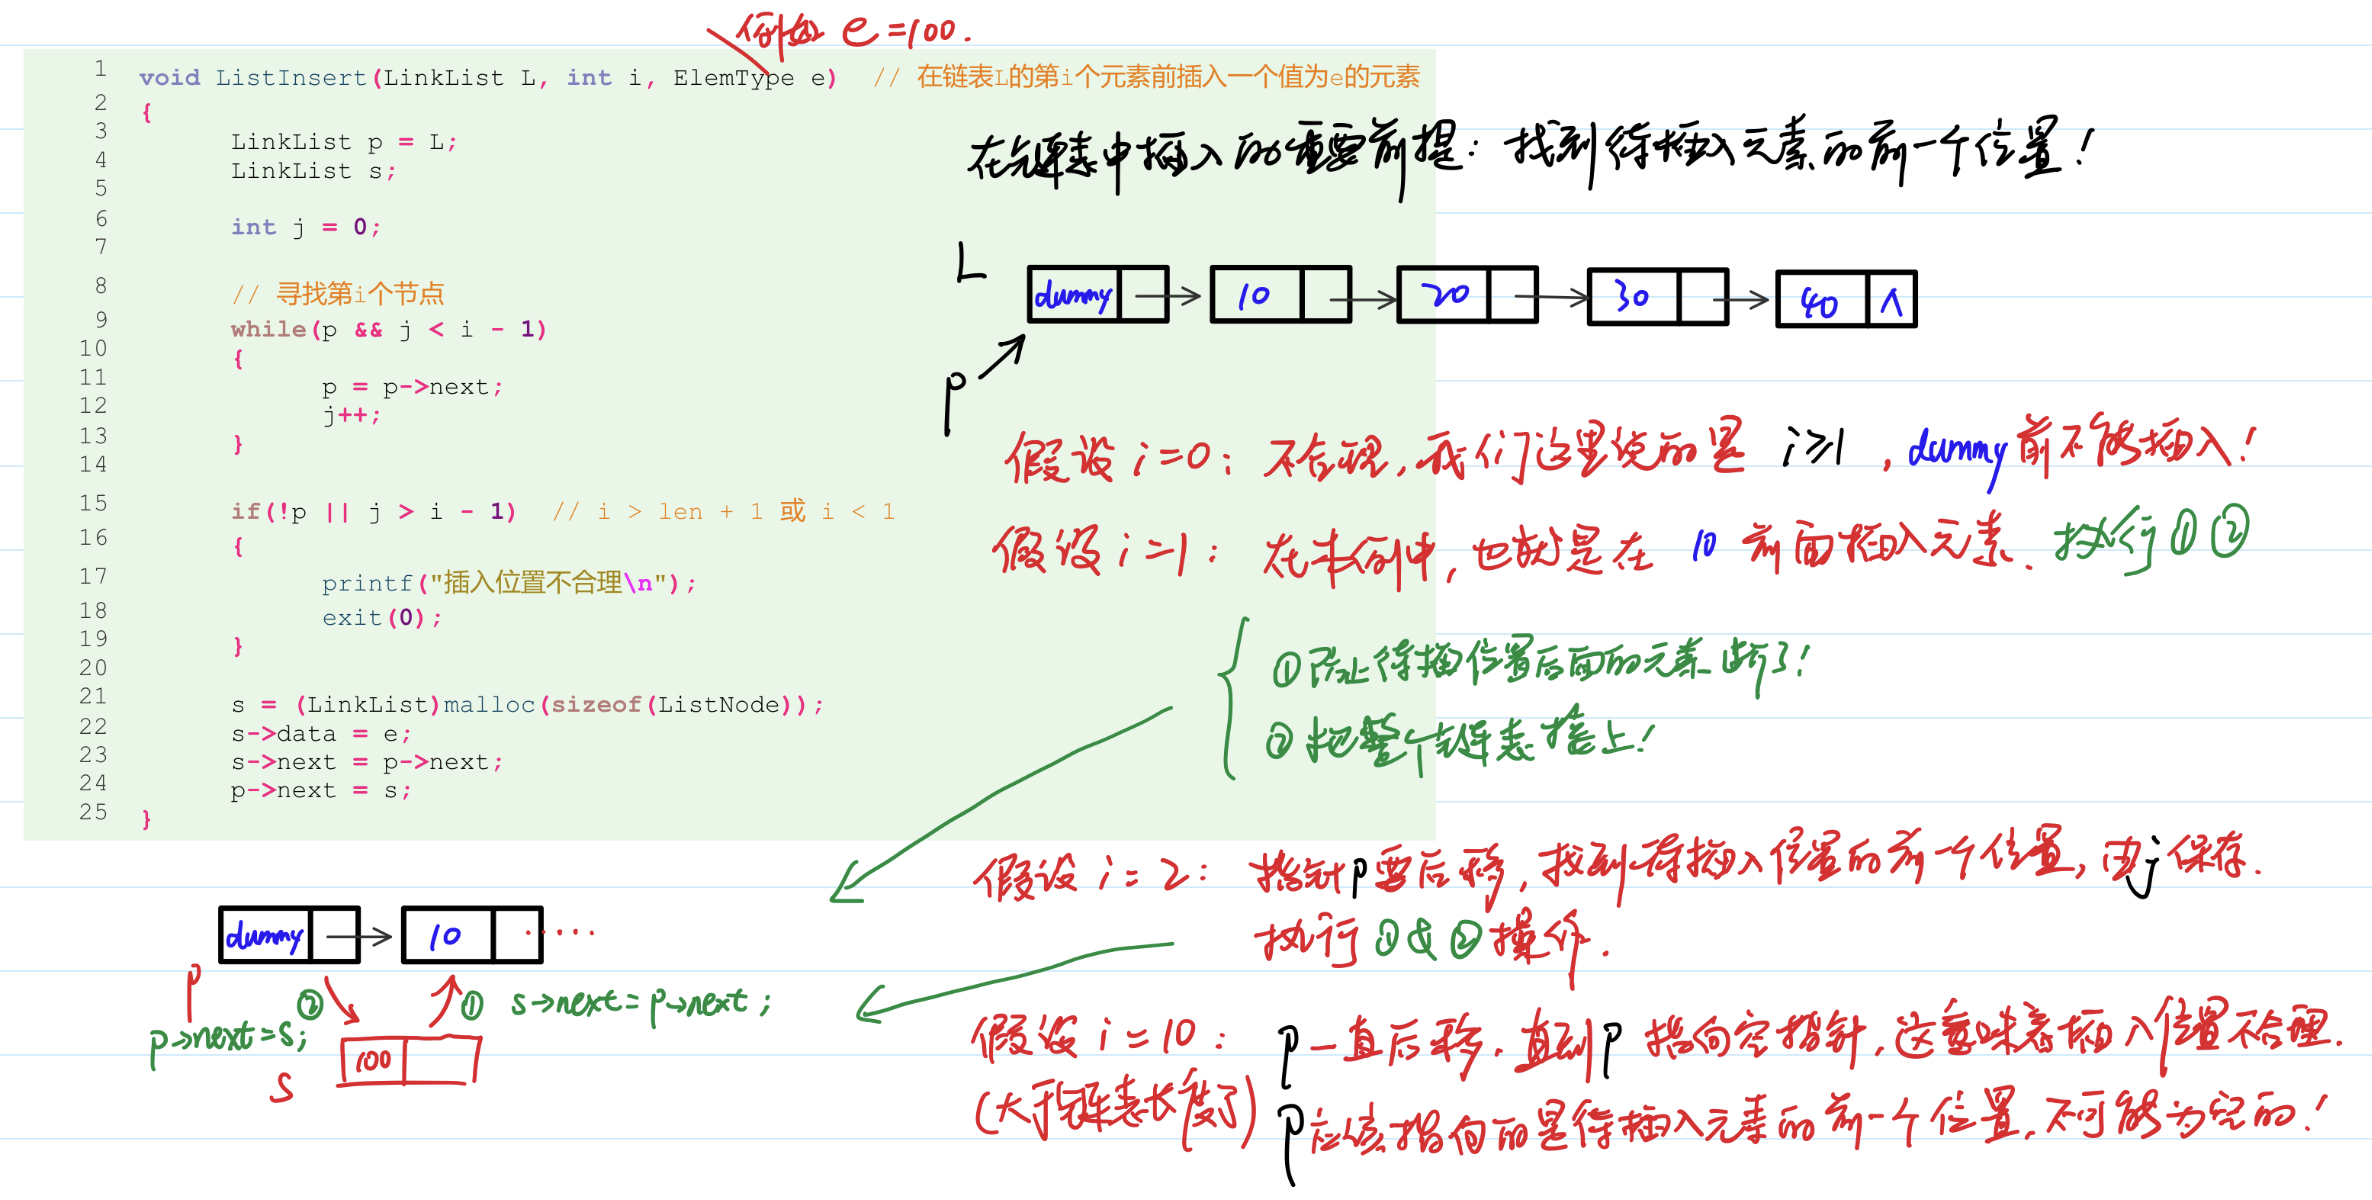 例如 e=100.
1 void ListInsert(LinkList L, int i, ElemType e) // 在链表L的第i个元素前插入一个值为e的元素
2 {
3 LinkList p = L;
4 LinkList s;
5
6 int j = 0;
7
8 // 寻找第i个节点
9 while(p && j < i - 1)
10 {
11 p = p->next;
12 j++;
13 }
14
15 if(!p || j > i - 1) // i > len + 1 或 i < 1
16 {
17 printf("插入位置不合理\n");
18 exit(0);
19 }
20
21 s = (LinkList)malloc(sizeof(ListNode));
22 s->data = e;
23 s->next = p->next;
24 p->next = s;
25 }
在链表中插入的重要前提：找到待插入元素的前一个位置！
L
dummy 10 20 30 40 ∧
p
假设 i=0：不合理，我们这里说的是 i≥1，dummy前不能插入！
假设 i=1：在本例中，也就是在 10 前面插入元素．执行①②
①防止待插位置后面的元素断了！
②把整个链表接上！
假设 i=2：指针p要后移，找到待插入位置的前一个位置，由j保存．
执行①&②操作．
假设 i=10：p一直后移．直到p指向空指针，这意味着插入位置不合理．
(大于链表长度了) p应该指向的是待插入元素的前一个位置，不可能为空的！
dummy 10 ·····
p
② ① s->next=p->next;
p->next=s;
100
s